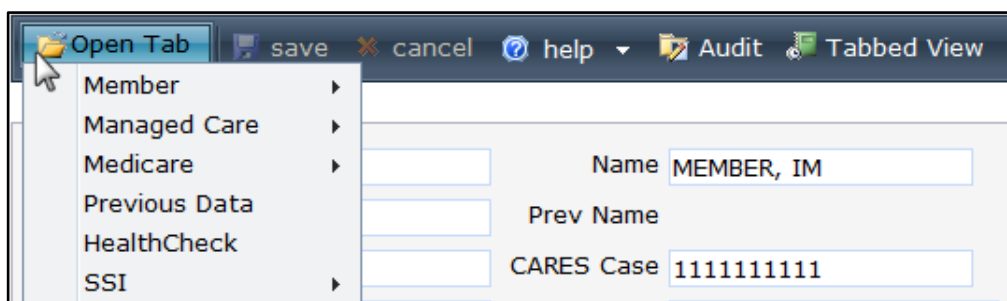 Open Tab save cancel help Audit Tabbed View
Member
Managed Care
Medicare
Previous Data
HealthCheck
SSI
Name MEMBER, IM
Prev Name
CARES Case 1111111111